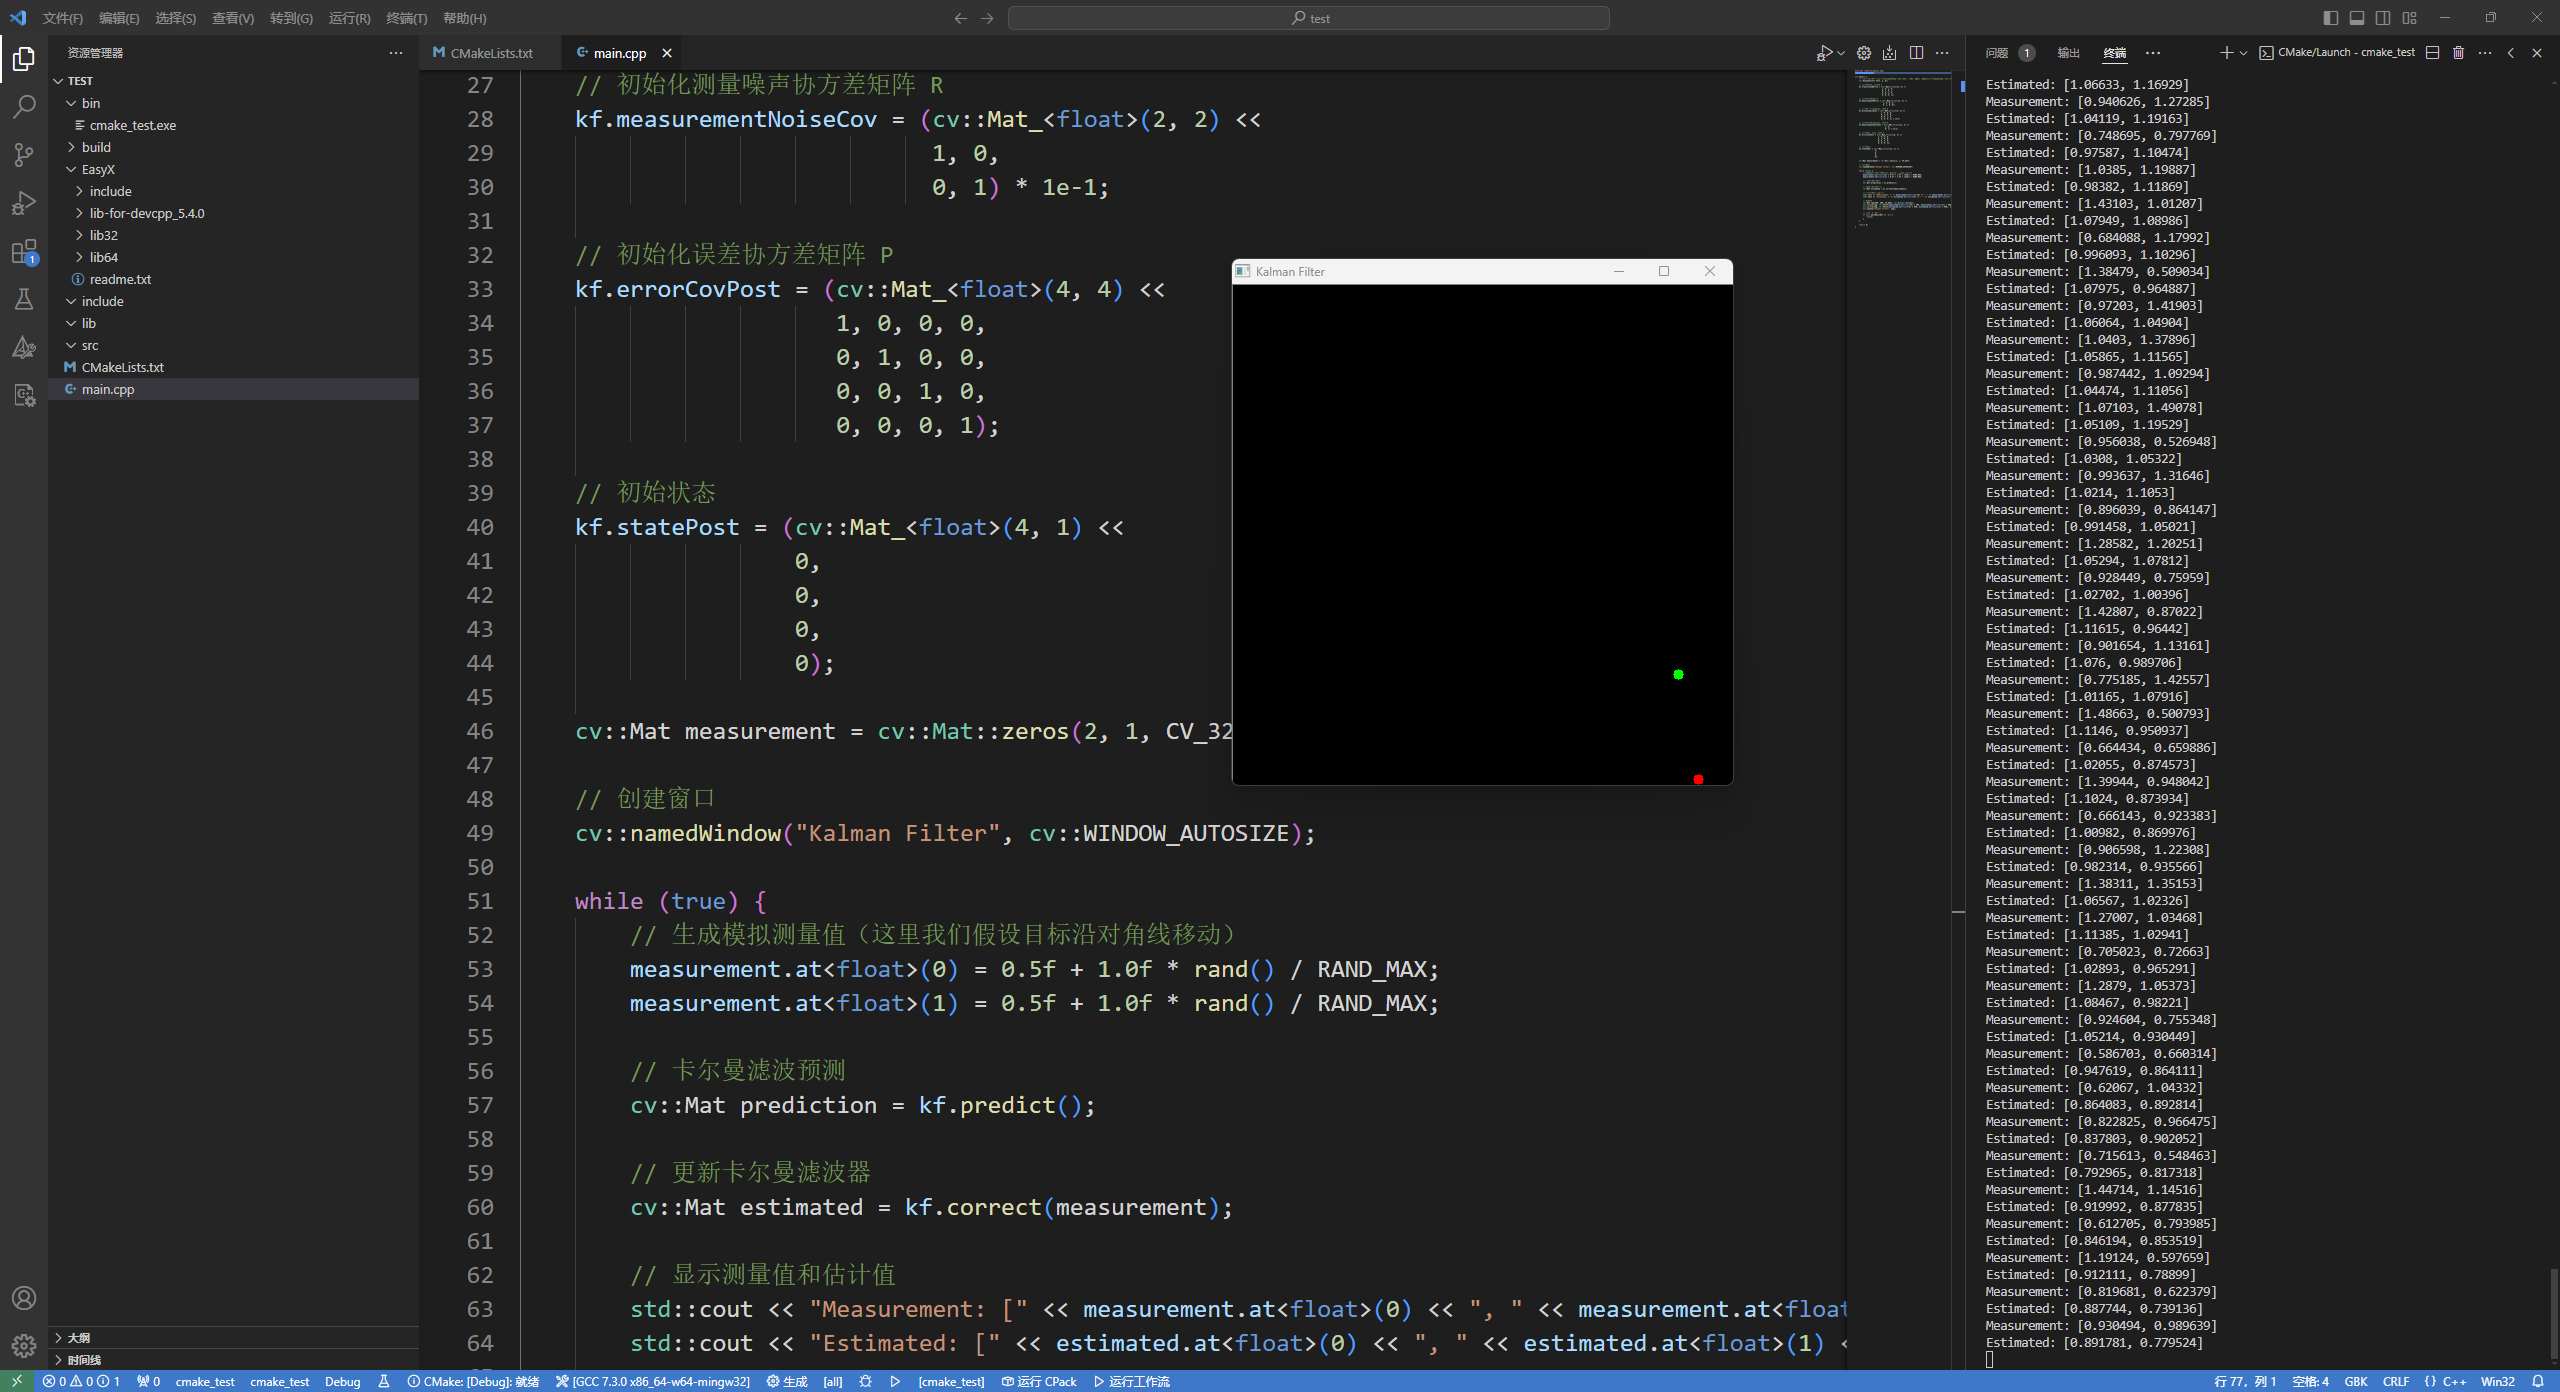 文件(F) 编辑(E) 选择(S) 查看(V) 转到(G) 运行(R) 终端(T) 帮助(H)
test
资源管理器
TEST
bin
cmake_test.exe
build
EasyX
include
lib-for-devcpp_5.4.0
lib32
lib64
readme.txt
include
lib
src
CMakeLists.txt
main.cpp
大纲
时间线
CMakeLists.txt main.cpp
27 // 初始化测量噪声协方差矩阵 R
28 kf.measurementNoiseCov = (cv::Mat_<float>(2, 2) <<
29 1, 0,
30 0, 1) * 1e-1;
31
32 // 初始化误差协方差矩阵 P
33 kf.errorCovPost = (cv::Mat_<float>(4, 4) <<
34 1, 0, 0, 0,
35 0, 1, 0, 0,
36 0, 0, 1, 0,
37 0, 0, 0, 1);
38
39 // 初始状态
40 kf.statePost = (cv::Mat_<float>(4, 1) <<
41 0,
42 0,
43 0,
44 0);
45
46 cv::Mat measurement = cv::Mat::zeros(2, 1, CV_32
47
48 // 创建窗口
49 cv::namedWindow("Kalman Filter", cv::WINDOW_AUTOSIZE);
50
51 while (true) {
52 // 生成模拟测量值（这里我们假设目标沿对角线移动）
53 measurement.at<float>(0) = 0.5f + 1.0f * rand() / RAND_MAX;
54 measurement.at<float>(1) = 0.5f + 1.0f * rand() / RAND_MAX;
55
56 // 卡尔曼滤波预测
57 cv::Mat prediction = kf.predict();
58
59 // 更新卡尔曼滤波器
60 cv::Mat estimated = kf.correct(measurement);
61
62 // 显示测量值和估计值
63 std::cout << "Measurement: [" << measurement.at<float>(0) << ", " << measurement.at<float
64 std::cout << "Estimated: [" << estimated.at<float>(0) << ", " << estimated.at<float>(1) <
Kalman Filter
问题 1 输出 终端 CMake/Launch - cmake_test
Estimated: [1.06633, 1.16929]
Measurement: [0.940626, 1.27285]
Estimated: [1.04119, 1.19163]
Measurement: [0.748695, 0.797769]
Estimated: [0.97587, 1.10474]
Measurement: [1.0385, 1.19887]
Estimated: [0.98382, 1.11869]
Measurement: [1.43103, 1.01207]
Estimated: [1.07949, 1.08986]
Measurement: [0.684088, 1.17992]
Estimated: [0.996093, 1.10296]
Measurement: [1.38479, 0.509034]
Estimated: [1.07975, 0.964887]
Measurement: [0.97203, 1.41903]
Estimated: [1.06064, 1.04904]
Measurement: [1.0403, 1.37896]
Estimated: [1.05865, 1.11565]
Measurement: [0.987442, 1.09294]
Estimated: [1.04474, 1.11056]
Measurement: [1.07103, 1.49078]
Estimated: [1.05109, 1.19529]
Measurement: [0.956038, 0.526948]
Estimated: [1.0308, 1.05322]
Measurement: [0.993637, 1.31646]
Estimated: [1.0214, 1.1053]
Measurement: [0.896039, 0.864147]
Estimated: [0.991458, 1.05021]
Measurement: [1.28582, 1.20251]
Estimated: [1.05294, 1.07812]
Measurement: [0.928449, 0.75959]
Estimated: [1.02702, 1.00396]
Measurement: [1.42807, 0.87022]
Estimated: [1.11615, 0.96442]
Measurement: [0.901654, 1.13161]
Estimated: [1.076, 0.989706]
Measurement: [0.775185, 1.42557]
Estimated: [1.01165, 1.07916]
Measurement: [1.48663, 0.500793]
Estimated: [1.1146, 0.950937]
Measurement: [0.664434, 0.659886]
Estimated: [1.02055, 0.874573]
Measurement: [1.39944, 0.948042]
Estimated: [1.1024, 0.873934]
Measurement: [0.666143, 0.923383]
Estimated: [1.00982, 0.869976]
Measurement: [0.906598, 1.22308]
Estimated: [0.982314, 0.935566]
Measurement: [1.38311, 1.35153]
Estimated: [1.06567, 1.02326]
Measurement: [1.27007, 1.03468]
Estimated: [1.11385, 1.02941]
Measurement: [0.705023, 0.72663]
Estimated: [1.02893, 0.965291]
Measurement: [1.2879, 1.05373]
Estimated: [1.08467, 0.98221]
Measurement: [0.924604, 0.755348]
Estimated: [1.05214, 0.930449]
Measurement: [0.586703, 0.660314]
Estimated: [0.947619, 0.864111]
Measurement: [0.62067, 1.04332]
Estimated: [0.864083, 0.892814]
Measurement: [0.822825, 0.966475]
Estimated: [0.837803, 0.902052]
Measurement: [0.715613, 0.548463]
Estimated: [0.792965, 0.817318]
Measurement: [1.44714, 1.14516]
Estimated: [0.919992, 0.877835]
Measurement: [0.612705, 0.793985]
Estimated: [0.846194, 0.853519]
Measurement: [1.19124, 0.597659]
Estimated: [0.912111, 0.78899]
Measurement: [0.819681, 0.622379]
Estimated: [0.887744, 0.739136]
Measurement: [0.930494, 0.989639]
Estimated: [0.891781, 0.779524]
0 0 1 0 cmake_test cmake_test Debug CMake: [Debug]: 就绪 [GCC 7.3.0 x86_64-w64-mingw32] 生成 [all] [cmake_test] 运行 CPack 运行工作流 行 77，列 1 空格: 4 GBK CRLF {} C++ Win32